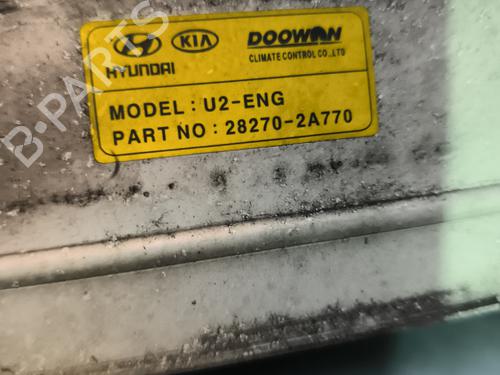 HYUNDAI
KIA
DOOWON
CLIMATE CONTROL CO.,LTD
MODEL : U2-ENG
PART NO : 28270-2A770
B-PARTS